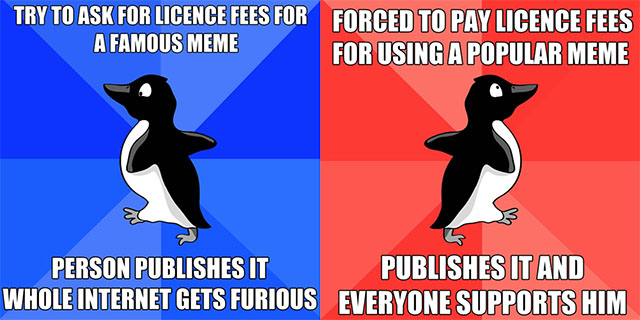 TRY TO ASK FOR LICENCE FEES FOR
A FAMOUS MEME
PERSON PUBLISHES IT
WHOLE INTERNET GETS FURIOUS
FORCED TO PAY LICENCE FEES
FOR USING A POPULAR MEME
PUBLISHES IT AND
EVERYONE SUPPORTS HIM